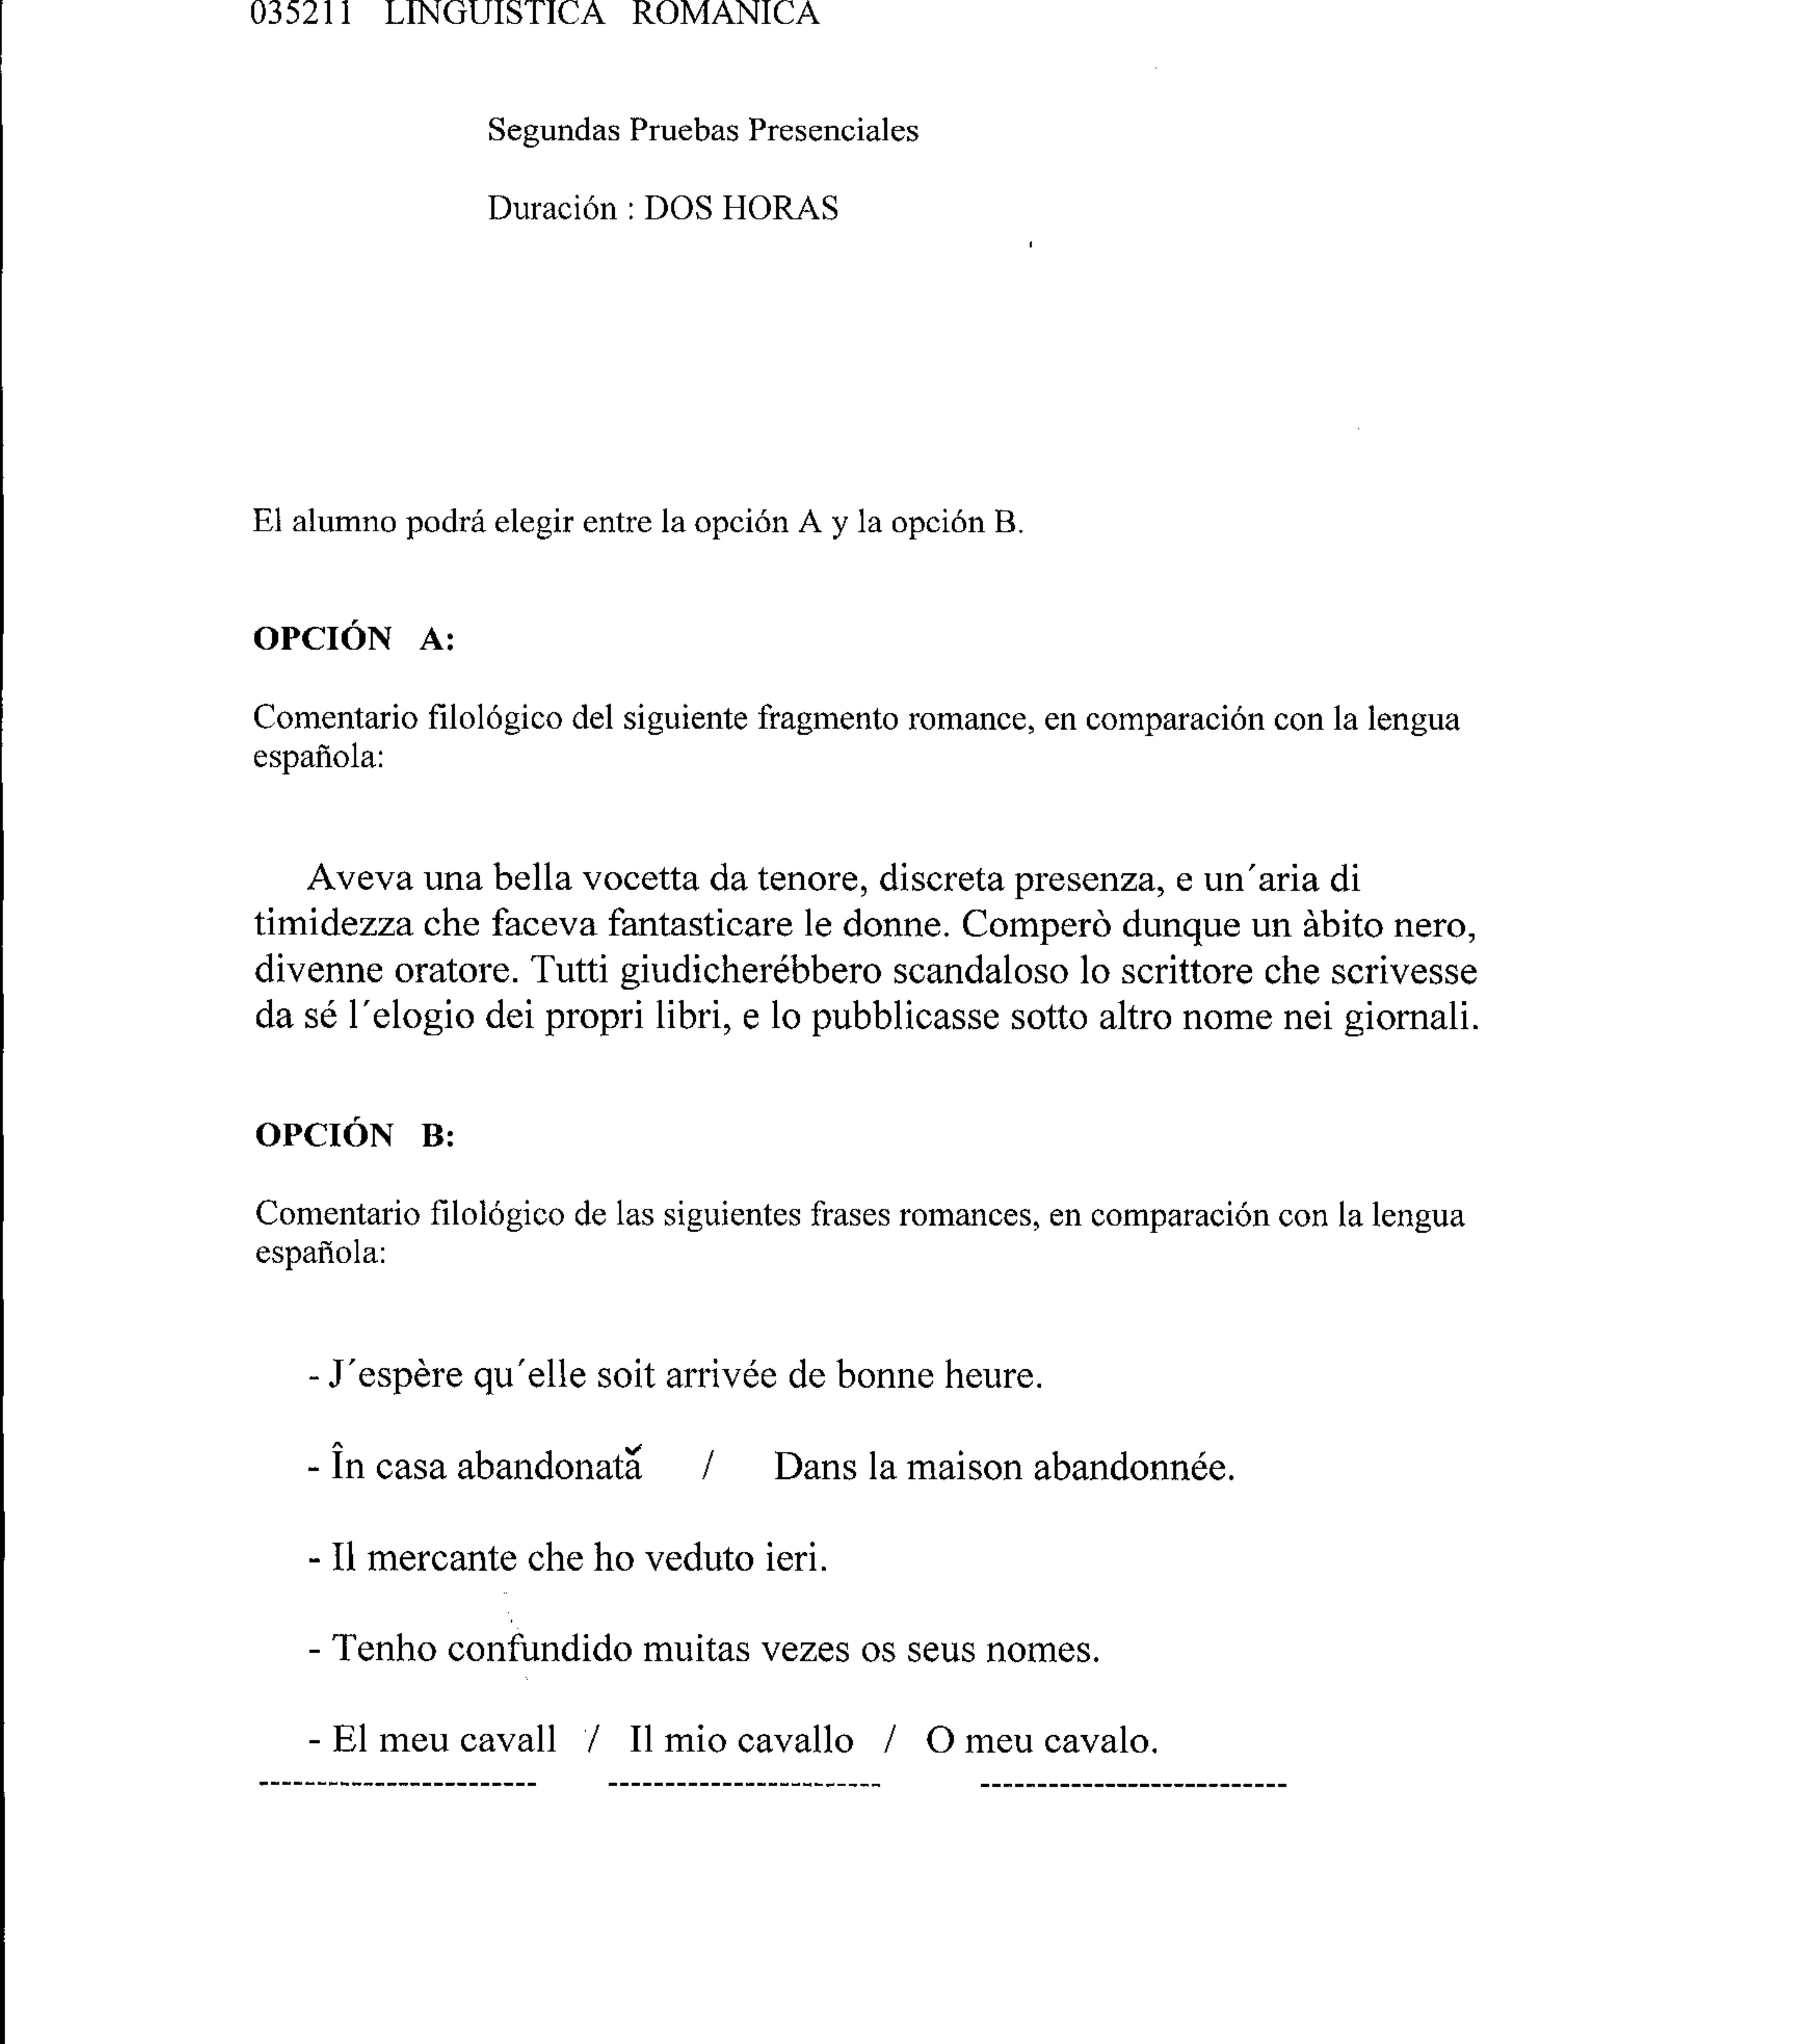 035211 LINGUISTICA ROMANICA
Segundas Pruebas Presenciales
Duración : DOS HORAS
El alumno podrá elegir entre la opción A y la opción B.
OPCIÓN A:
Comentario filológico del siguiente fragmento romance, en comparación con la lengua
española:
Aveva una bella vocetta da tenore, discreta presenza, e un´aria di
timidezza che faceva fantasticare le donne. Comperò dunque un àbito nero,
divenne oratore. Tutti giudicherébbero scandaloso lo scrittore che scrivesse
da sé l´elogio dei propri libri, e lo pubblicasse sotto altro nome nei giornali.
OPCIÓN B:
Comentario filológico de las siguientes frases romances, en comparación con la lengua
española:
- J´espère qu´elle soit arrivée de bonne heure.
- În casa abandonată / Dans la maison abandonnée.
- Il mercante che ho veduto ieri.
- Tenho confundido muitas vezes os seus nomes.
- El meu cavall / Il mio cavallo / O meu cavalo.